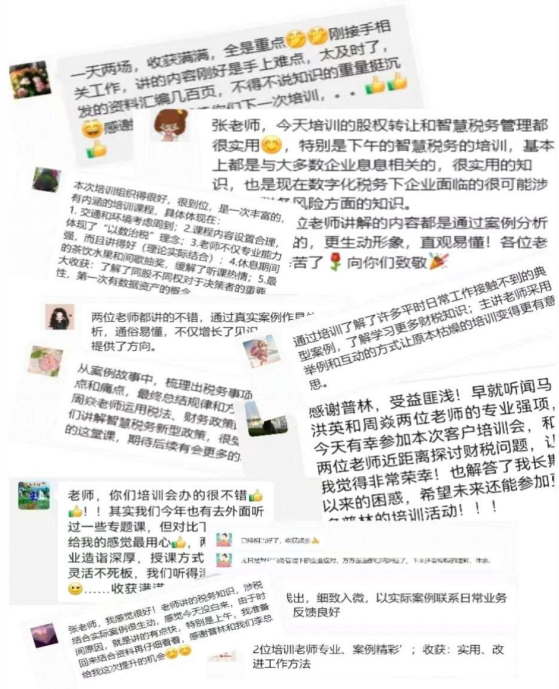 一天两场，收获满满，全是重点
刚接手相
关工作，讲的内容刚好是手上难点，太及时了，
发的资料汇编几百页，不得不说知识的重量挺沉
感谢
们下一次培训，。。
张老师，今天培训的股权转让和智慧税务管理都
很实用，特别是下午的智慧税务的培训，基本
上都是与大多数企业息息相关的，很实用的知
识，也是现在数字化税务下企业面临的很可能涉
务风险方面的知识。
位老师讲解的内容都是通过案例分析
的，更生动形象，直观易懂！各位老
苦了向你们致敬
本次培训组织得很好，很到位，是一次丰富的，
有内涵的培训课程，具体体现在：
1. 交通和环境考虑周到；2.课程内容设置合理，
体现了“以数治税”理念；3.老师不仅专业能力
强，而且讲得好（理论实际结合）；4.休息期间
的茶饮水果和间歇抽奖，缓解了听课热情；5.最
大收获：了解了同股不同权对于决策者的重要
性，第一次有数据资产的概念
两位老师都讲的不错，通过真实案例作
析，通俗易懂，不仅增长了见识
提供了方向。
通过培训了解了许多平时日常工作接触不到的典
型案例，了解学习更多财税知识；主讲老师采用
举例和互动的方式让原本枯燥的培训变得更有意
思。
从案例故事中，梳理出税务事项
点和痛点，最终总结规律和方
周焱老师运用税法、财务政策
们讲解智慧税务新型政策，很受
的这堂课，期待后续有会更多的
感谢普林，受益匪浅！早就听闻马
洪英和周焱两位老师的专业强项，
今天有幸参加本次客户培训会，和
两位老师近距离探讨财税问题，让
我觉得非常荣幸！也解答了我长期
以来的困惑，希望未来还能参加更
多普林的培训活动！！！
老师，你们培训会办的很不错
！！其实我们今年也有去外面听
过一些专题课，但对比下
给我的感觉最用心，两
业造诣深厚，授课方式
灵活不死板，我们听得津
……收获满满
浅出，细致入微，以实际案例联系日常业务
反馈良好
张老师，我感觉很好！老师讲的税务知识，涉税
结合实际案例很生动，感觉今天没白来，由于时
间原因，就是讲的有点快，特别是上午，我准备
回来结合资料再仔细看看，感谢普林和我们李总
给我这次提升的机会
2位培训老师专业、案例精彩’；收获：实用、改
进工作方法